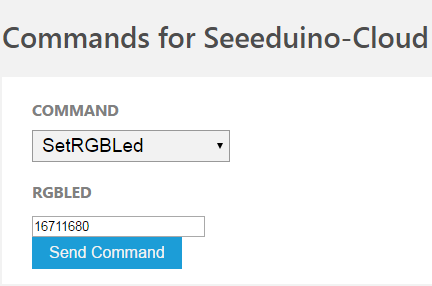 Commands for Seeeduino-Cloud
COMMAND
SetRGBLed
RGBLED
16711680
Send Command